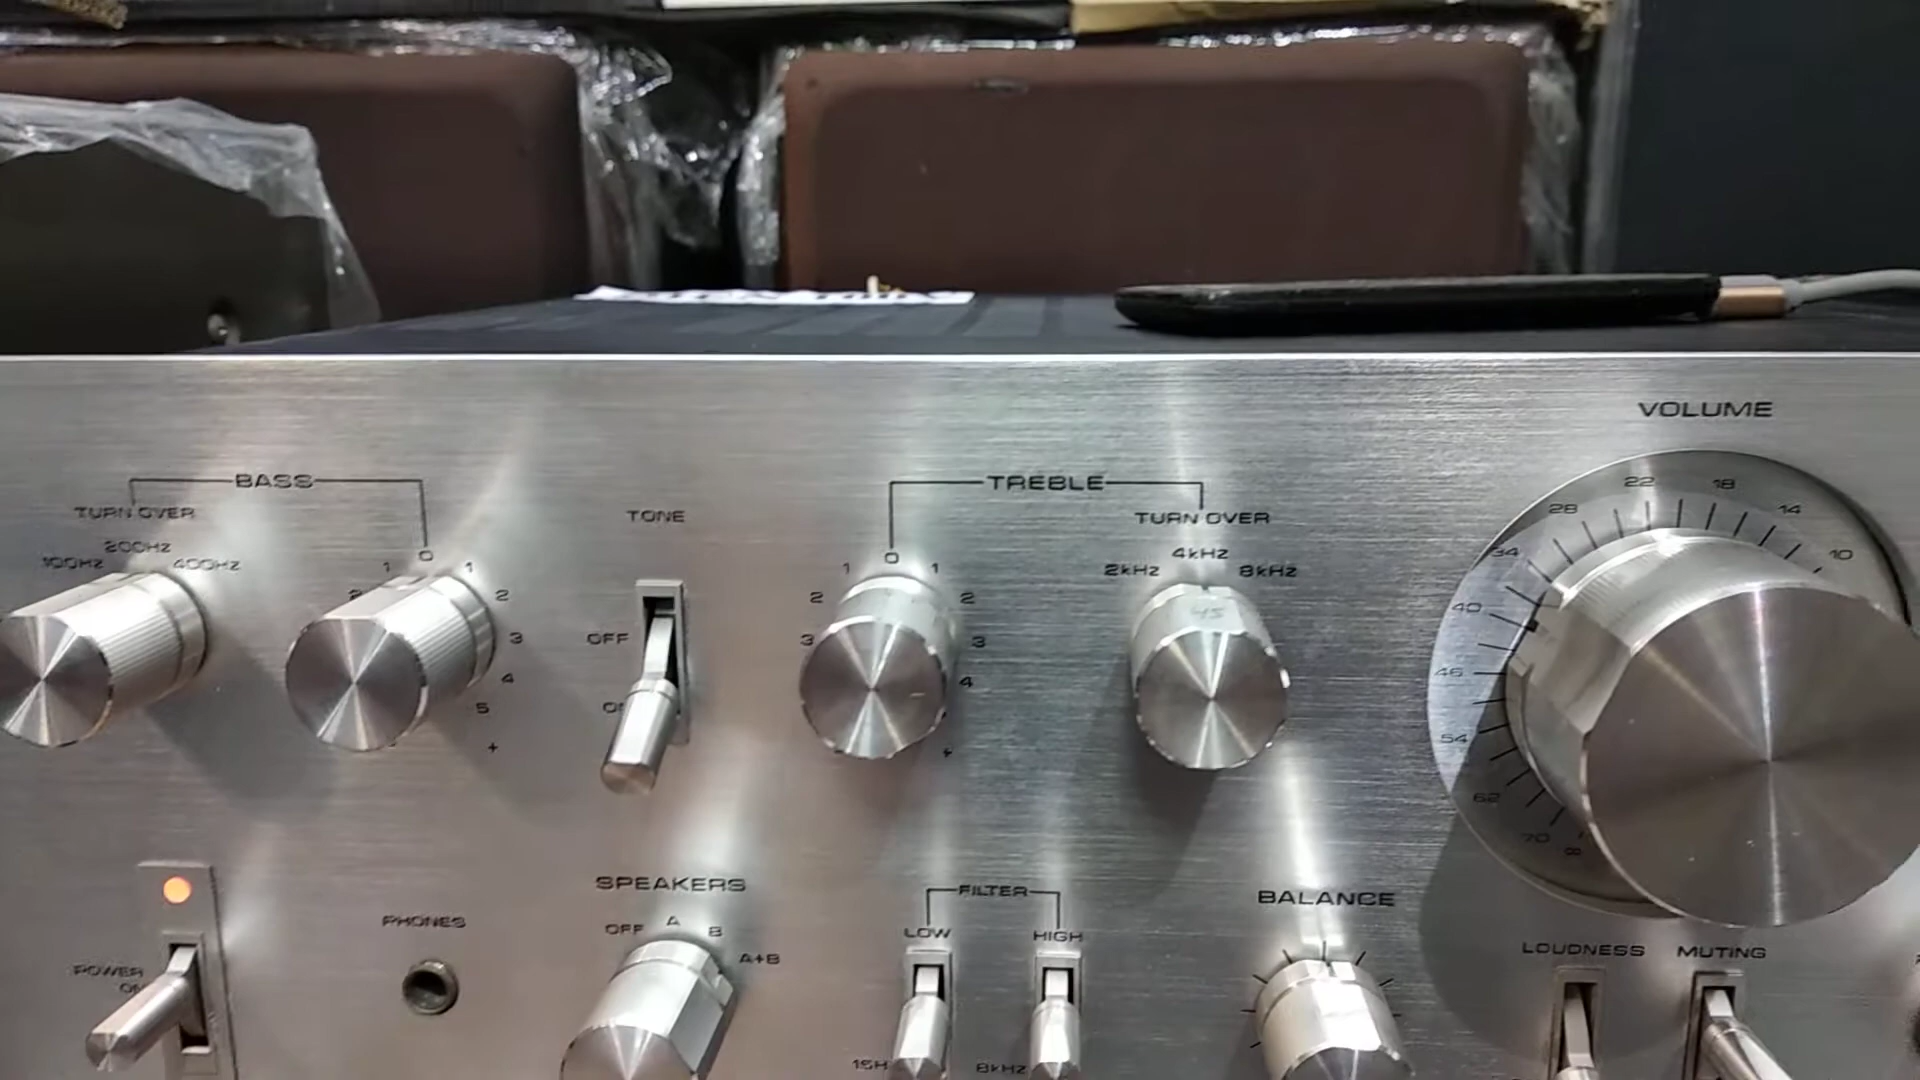 VOLUME
BASS
TREBLE
TURN OVER
TONE
TURN OVER
100Hz 200Hz 400Hz
1 0 1
2 2
3
4
5
+
OFF
1 0 1
2 2
3 3
4
+
2kHz 4kHz 8kHz
45
28 22 18 14
34 10
40
46
54
62
70
∞
SPEAKERS
OFF A B
A+B
PHONES
FILTER
LOW HIGH
BALANCE
LOUDNESS MUTING
POWER
8kHz